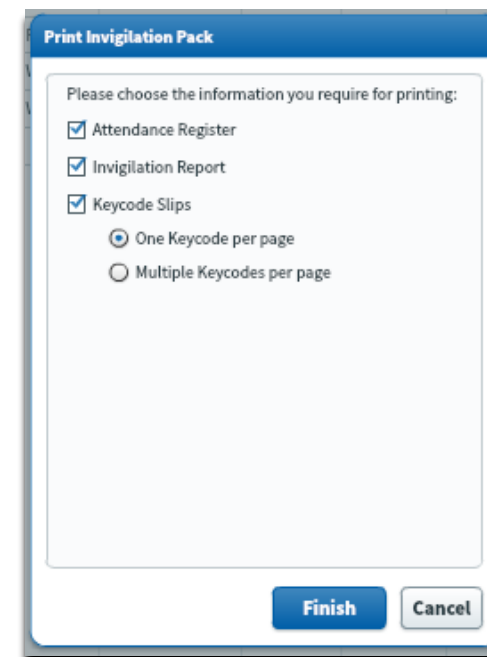 Print Invigilation Pack
Please choose the information you require for printing:
Attendance Register
Invigilation Report
Keycode Slips
One Keycode per page
Multiple Keycodes per page
Finish
Cancel